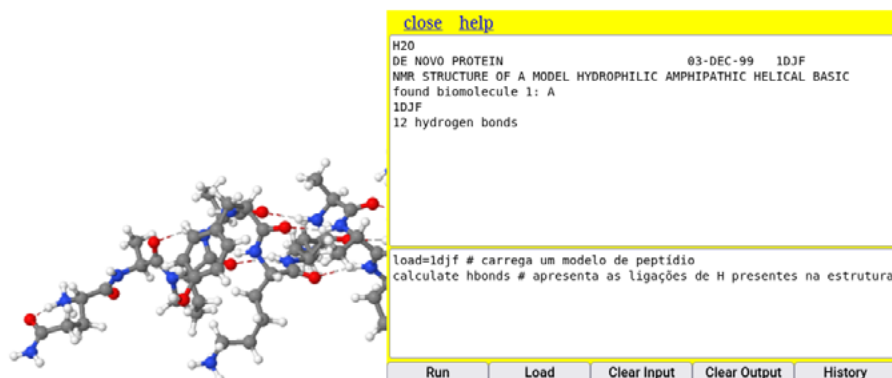 close help
H2O
DE NOVO PROTEIN 03-DEC-99 1DJF
NMR STRUCTURE OF A MODEL HYDROPHILIC AMPHIPATHIC HELICAL BASIC
found biomolecule 1: A
1DJF
12 hydrogen bonds
load=1djf # carrega um modelo de peptídio
calculate hbonds # apresenta as ligações de H presentes na estrutura
Run Load Clear Input Clear Output History